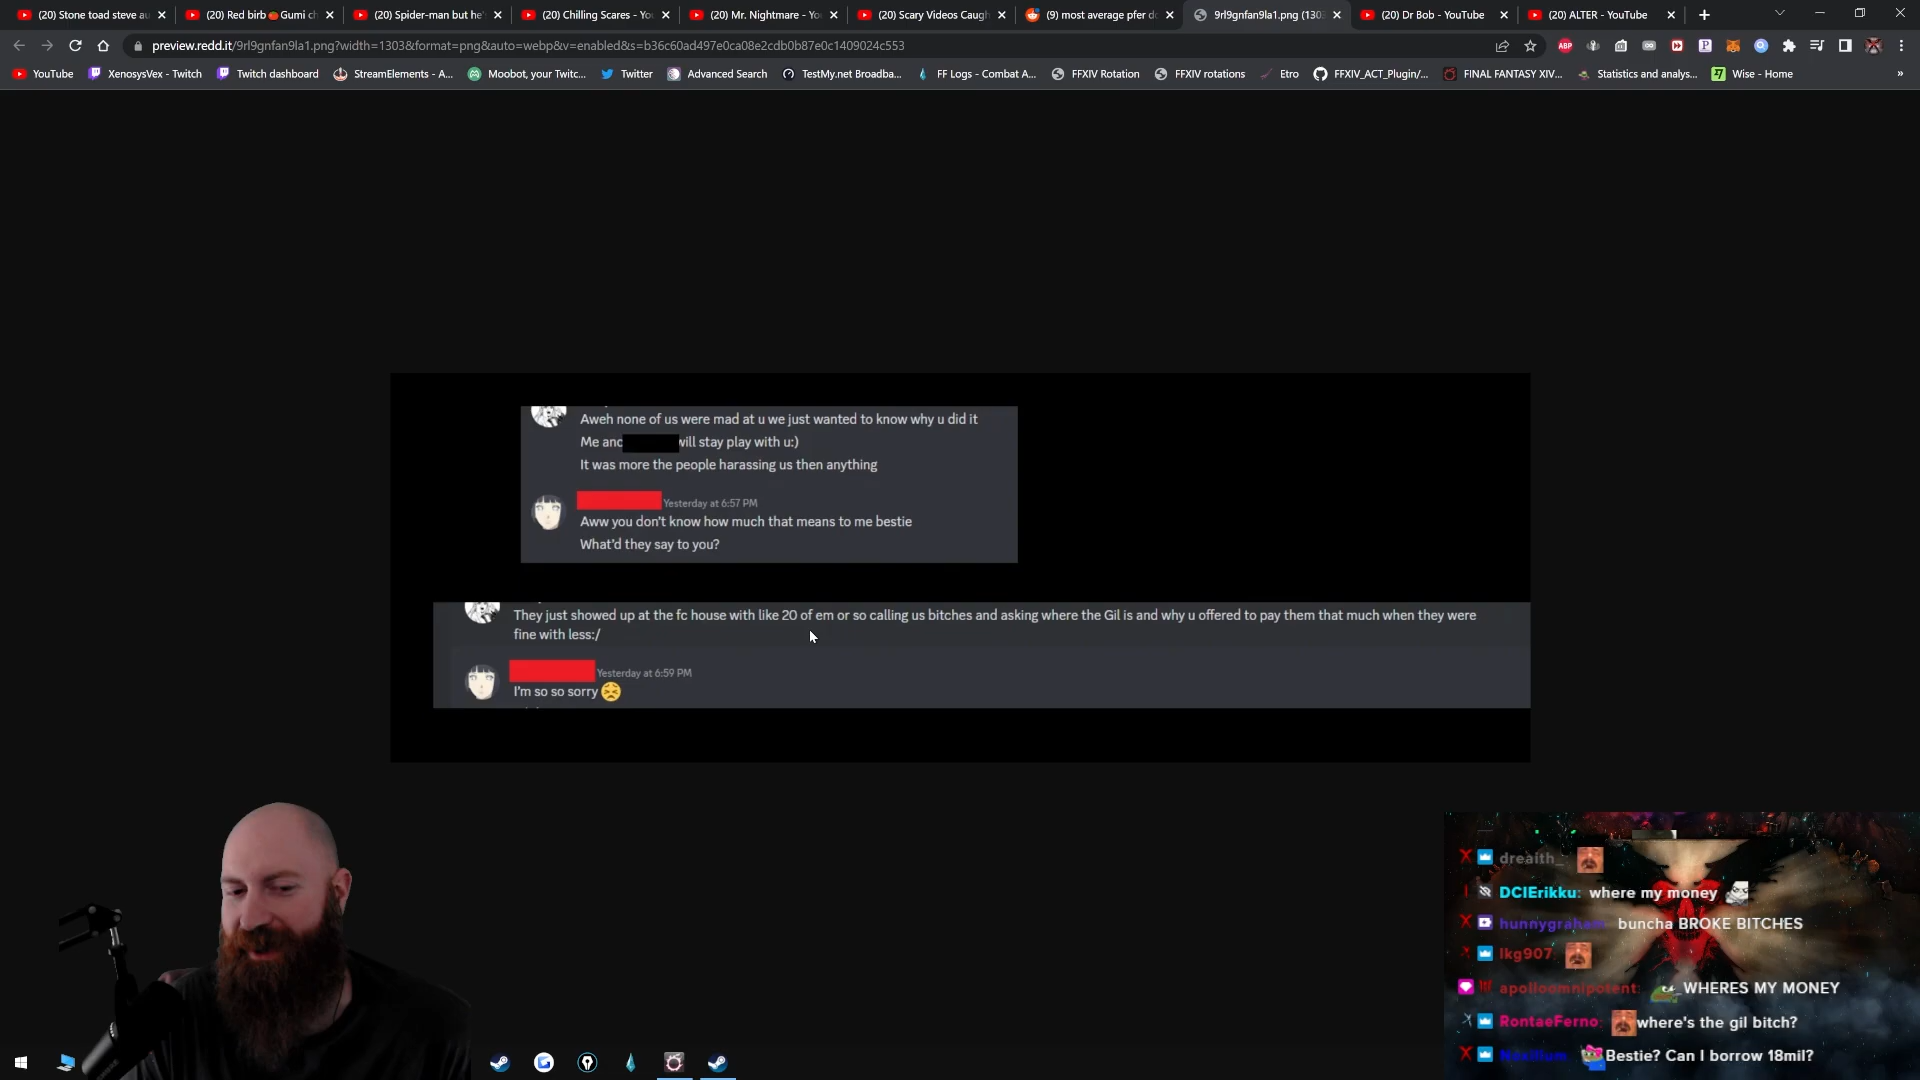 (20) Stone toad steve au
(20) Red birb Gumi ch
(20) Spider-man but he's
(20) Chilling Scares - You
(20) Mr. Nightmare - You
(20) Scary Videos Caugh
(9) most average pfer do
9rl9gnfan9la1.png (1303
(20) Dr Bob - YouTube
(20) ALTER - YouTube
preview.redd.it/9rl9gnfan9la1.png?width=1303&format=png&auto=webp&v=enabled&s=b36c60ad497e0ca08e2cdb0b87e0c1409024c553
ABP
YouTube
XenosysVex - Twitch
Twitch dashboard
StreamElements - A...
Moobot, your Twitc...
Twitter
Advanced Search
TestMy.net Broadba...
FF Logs - Combat A...
FFXIV Rotation
FFXIV rotations
Etro
FFXIV_ACT_Plugin/...
FINAL FANTASY XIV...
Statistics and analys...
Wise - Home
Aweh none of us were mad at u we just wanted to know why u did it
Me and will stay play with u:)
It was more the people harassing us then anything
Yesterday at 6:57 PM
Aww you don't know how much that means to me bestie
What'd they say to you?
They just showed up at the fc house with like 20 of em or so calling us bitches and asking where the Gil is and why u offered to pay them that much when they were
fine with less:/
Yesterday at 6:59 PM
I'm so so sorry
dreaith_
DCIErikku: where my money
hunnygraham: buncha BROKE BITCHES
lkg907:
apolloomnipotent: WHERES MY MONEY
RontaeFerno: where's the gil bitch?
Bestie? Can I borrow 18mil?